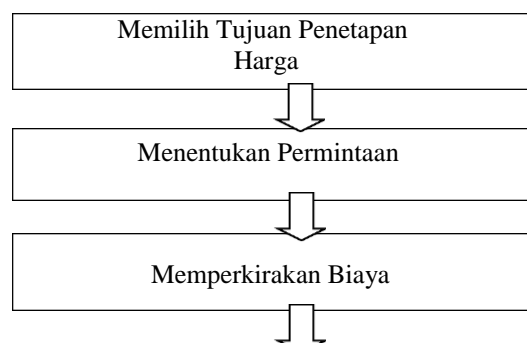 Memilih Tujuan Penetapan
Harga
Menentukan Permintaan
Memperkirakan Biaya